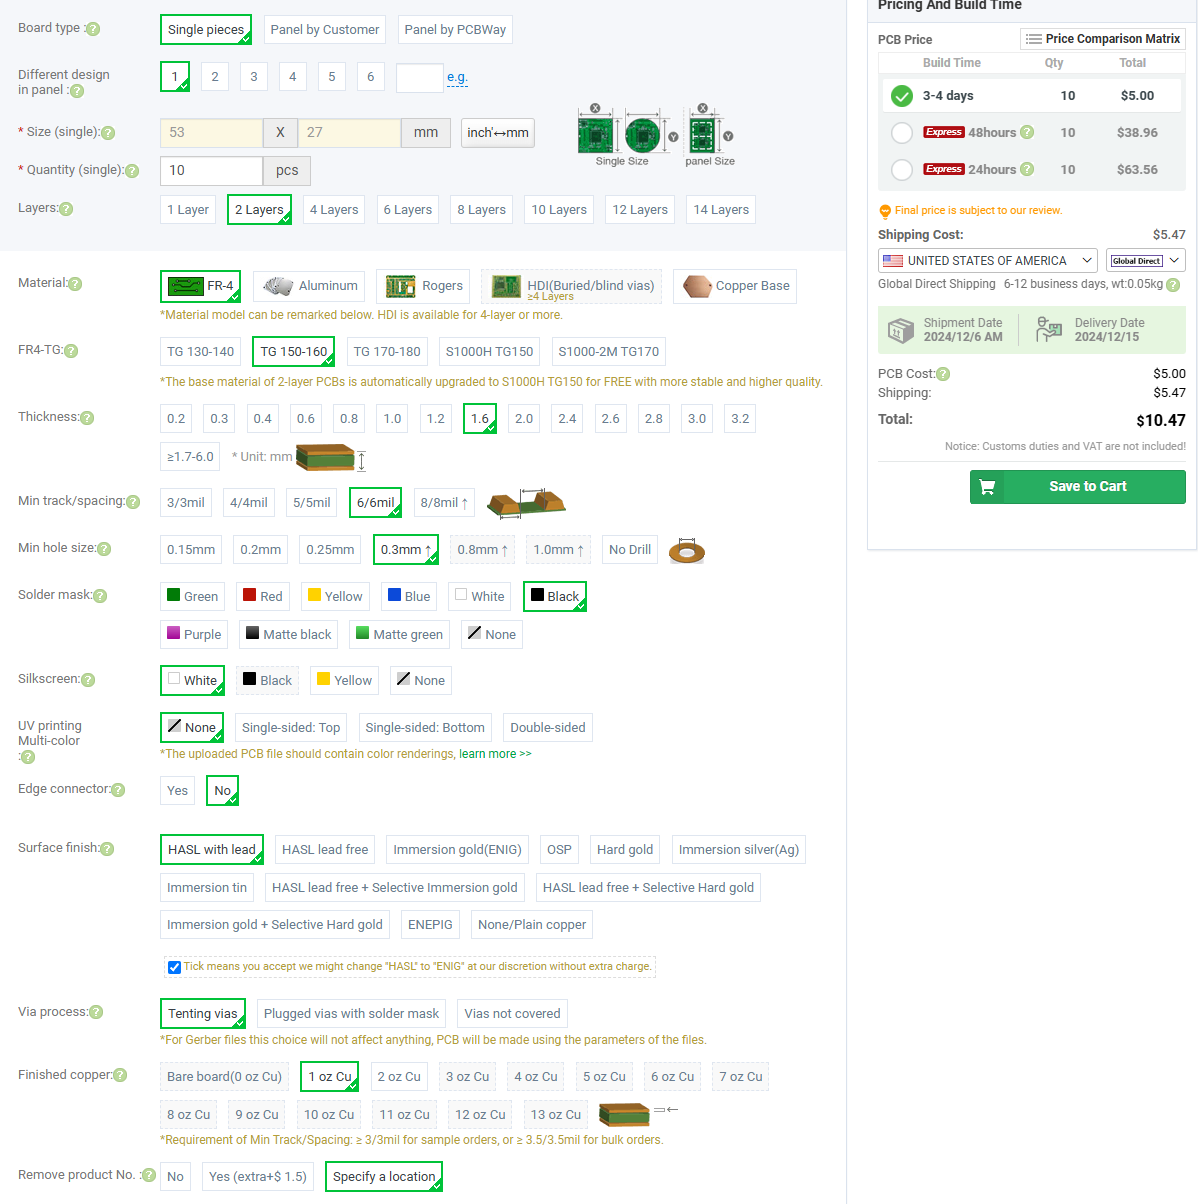 Board type :
Single pieces
Panel by Customer
Panel by PCBWay
Different design
in panel :
1
2
3
4
5
6
e.g.
* Size (single):
53
X
27
mm
inch'↔mm
X
X
Y
Y
Single Size
panel Size
* Quantity (single):
10
pcs
Layers:
1 Layer
2 Layers
4 Layers
6 Layers
8 Layers
10 Layers
12 Layers
14 Layers
Material:
FR-4
Aluminum
Rogers
HDI(Buried/blind vias)
≥4 Layers
Copper Base
*Material model can be remarked below. HDI is available for 4-layer or more.
FR4-TG:
TG 130-140
TG 150-160
TG 170-180
S1000H TG150
S1000-2M TG170
*The base material of 2-layer PCBs is automatically upgraded to S1000H TG150 for FREE with more stable and higher quality.
Thickness:
0.2
0.3
0.4
0.6
0.8
1.0
1.2
1.6
2.0
2.4
2.6
2.8
3.0
3.2
≥1.7-6.0
* Unit: mm
Min track/spacing:
3/3mil
4/4mil
5/5mil
6/6mil
8/8mil ↑
Min hole size:
0.15mm
0.2mm
0.25mm
0.3mm ↑
0.8mm ↑
1.0mm ↑
No Drill
Solder mask:
Green
Red
Yellow
Blue
White
Black
Purple
Matte black
Matte green
None
Silkscreen:
White
Black
Yellow
None
UV printing
Multi-color
:
None
Single-sided: Top
Single-sided: Bottom
Double-sided
*The uploaded PCB file should contain color renderings, learn more >>
Edge connector:
Yes
No
Surface finish:
HASL with lead
HASL lead free
Immersion gold(ENIG)
OSP
Hard gold
Immersion silver(Ag)
Immersion tin
HASL lead free + Selective Immersion gold
HASL lead free + Selective Hard gold
Immersion gold + Selective Hard gold
ENEPIG
None/Plain copper
Tick means you accept we might change "HASL" to "ENIG" at our discretion without extra charge.
Via process:
Tenting vias
Plugged vias with solder mask
Vias not covered
*For Gerber files this choice will not affect anything, PCB will be made using the parameters of the files.
Finished copper:
Bare board(0 oz Cu)
1 oz Cu
2 oz Cu
3 oz Cu
4 oz Cu
5 oz Cu
6 oz Cu
7 oz Cu
8 oz Cu
9 oz Cu
10 oz Cu
11 oz Cu
12 oz Cu
13 oz Cu
*Requirement of Min Track/Spacing: ≥ 3/3mil for sample orders, or ≥ 3.5/3.5mil for bulk orders.
Remove product No. :
No
Yes (extra+$ 1.5)
Specify a location
Pricing And Build Time
PCB Price
Price Comparison Matrix
Build Time
Qty
Total
3-4 days
10
$5.00
Express 48hours
10
$38.96
Express 24hours
10
$63.56
Final price is subject to our review.
Shipping Cost:
$5.47
UNITED STATES OF AMERICA
Global Direct
Global Direct Shipping 6-12 business days, wt:0.05kg
Shipment Date
2024/12/6 AM
Delivery Date
2024/12/15
PCB Cost:
$5.00
Shipping:
$5.47
Total:
$10.47
Notice: Customs duties and VAT are not included!
Save to Cart